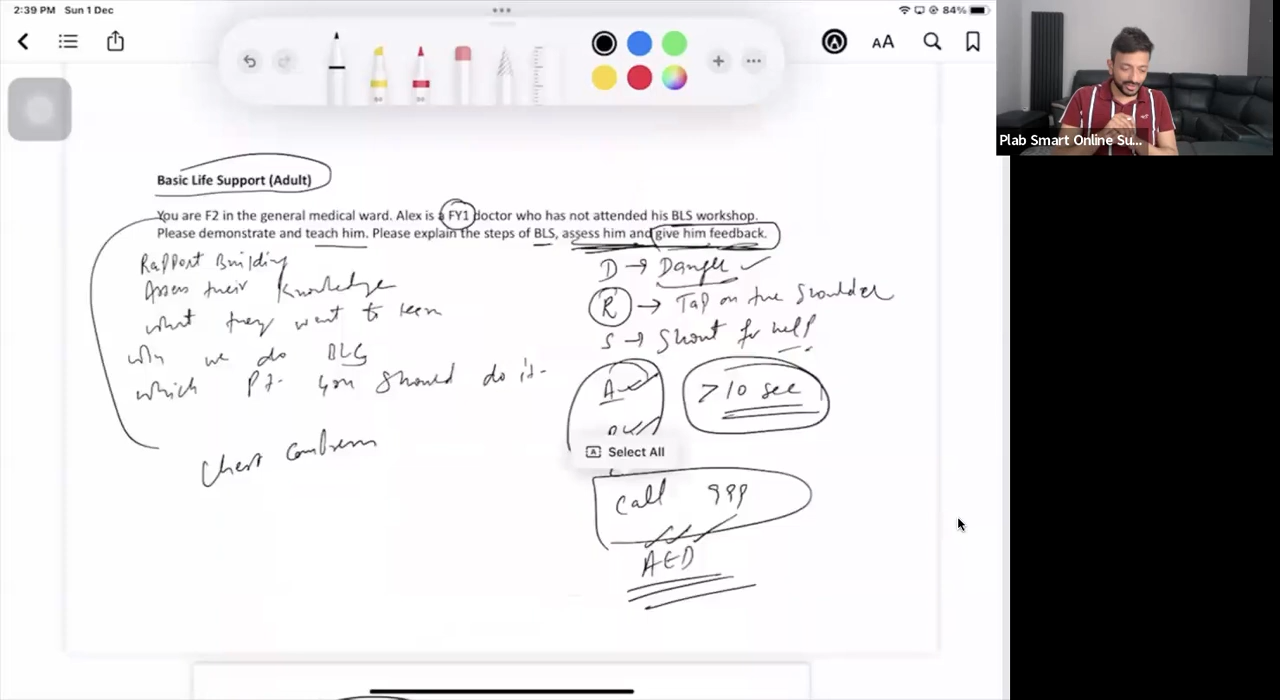 2:39 PM Sun 1 Dec
84%
AA
Plab Smart Online Su...
Basic Life Support (Adult)
You are F2 in the general medical ward. Alex is a FY1 doctor who has not attended his BLS workshop.
Please demonstrate and teach him. Please explain the steps of BLS, assess him and give him feedback.
Rapport Building
Assess their knowledge
what they want to learn
why we do BLS
which Pt. you should do it.
Chest
D → Danger ✓
R → Tap on the shoulder
S → Shout for help
A
> 10 sec
Select All
Call 999
AED